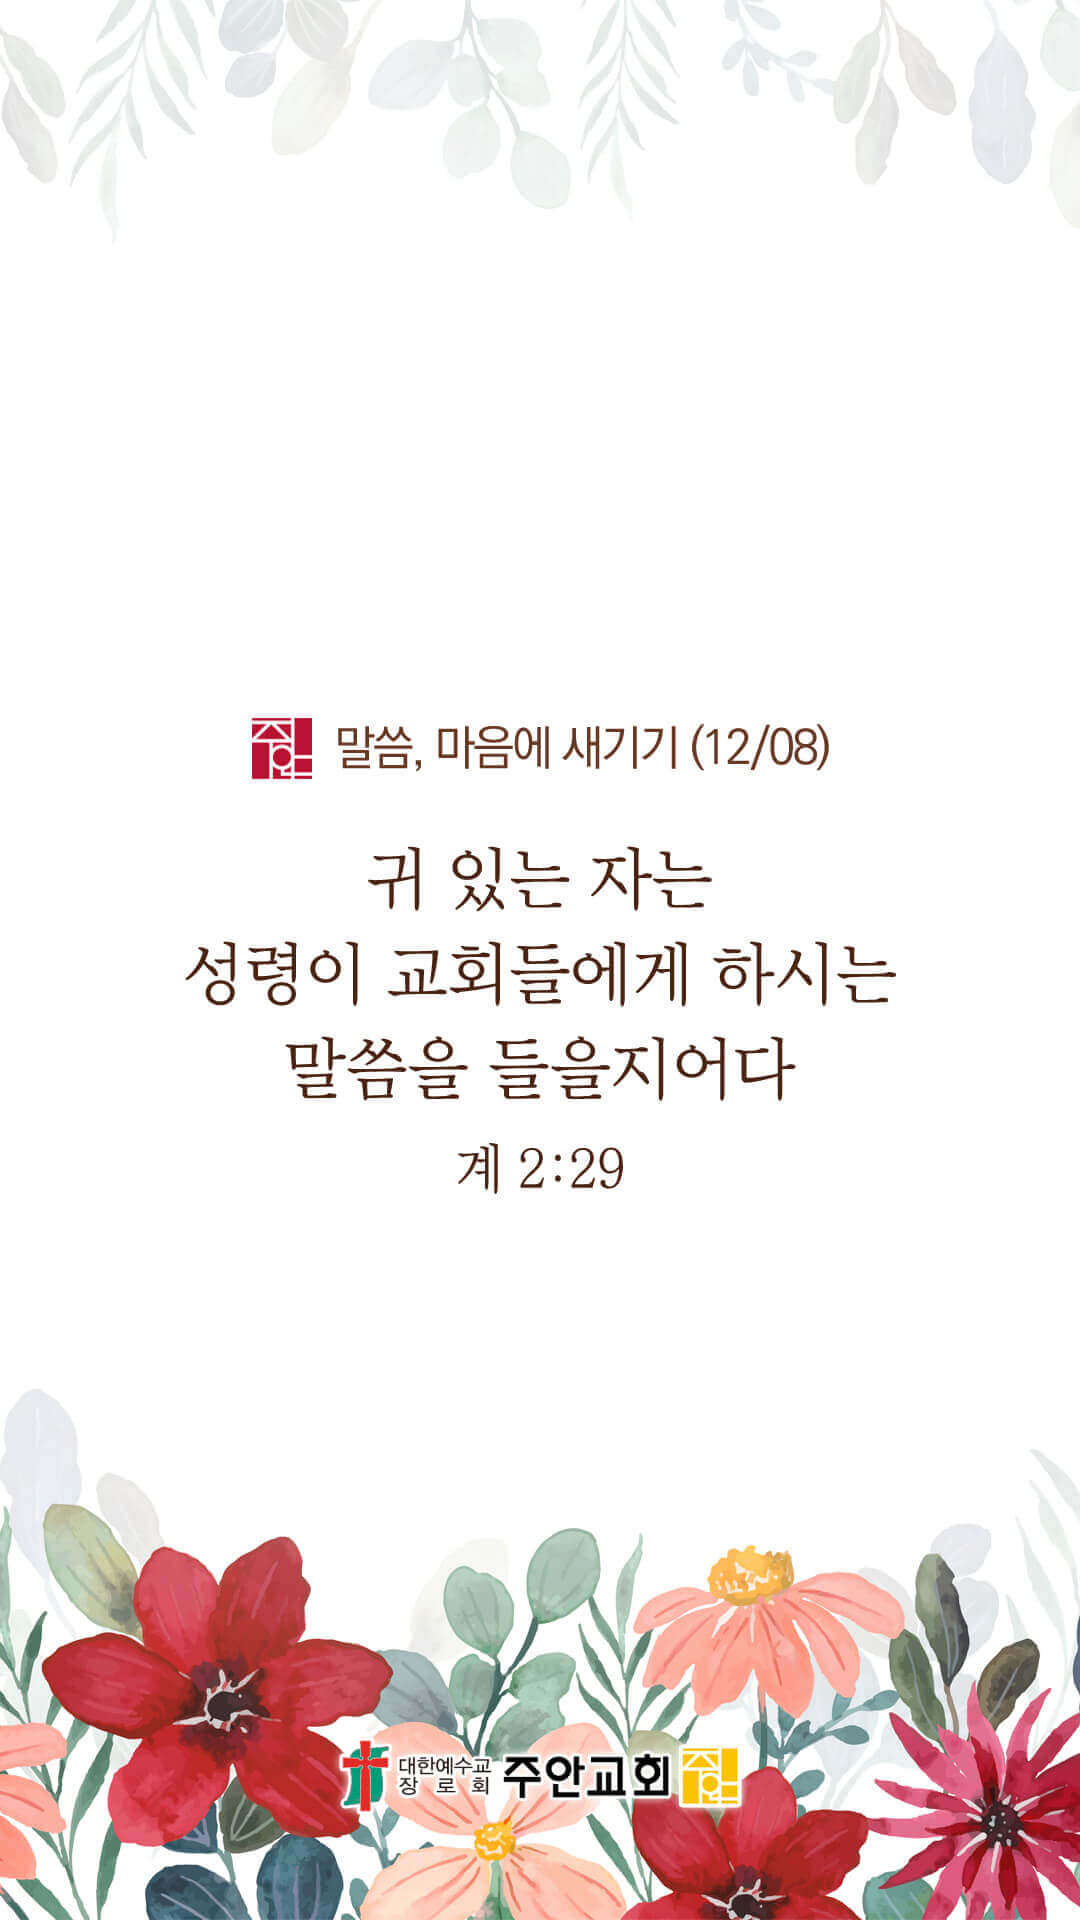 주안 말씀, 마음에 새기기 (12/08)
귀 있는 자는
성령이 교회들에게 하시는
말씀을 들을지어다
계 2:29
대한예수교
장로회 주안교회 주안